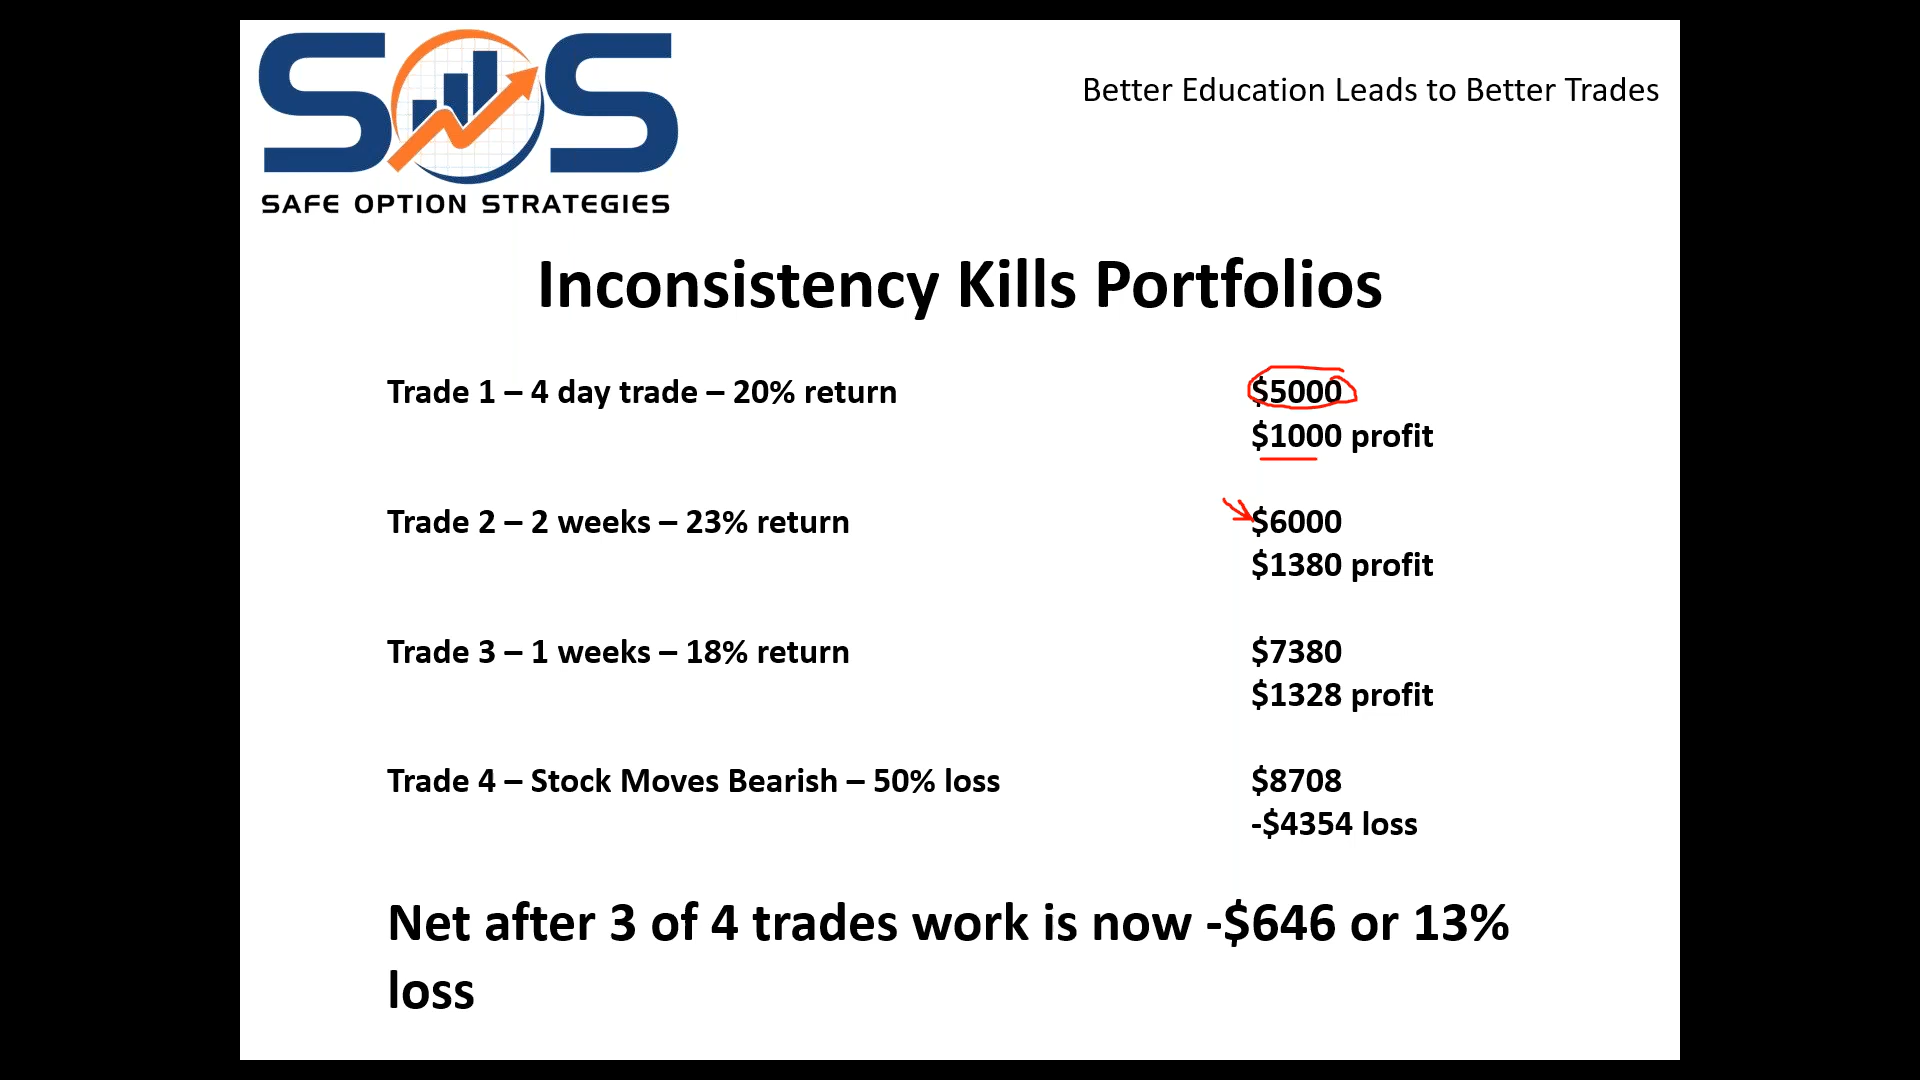 SOS
SAFE OPTION STRATEGIES
Better Education Leads to Better Trades
Inconsistency Kills Portfolios
Trade 1 – 4 day trade – 20% return $5000
$1000 profit
Trade 2 – 2 weeks – 23% return $6000
$1380 profit
Trade 3 – 1 weeks – 18% return $7380
$1328 profit
Trade 4 – Stock Moves Bearish – 50% loss $8708
-$4354 loss
Net after 3 of 4 trades work is now -$646 or 13%
loss